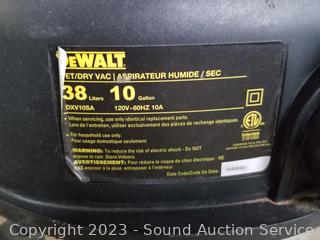 DEWALT
ET/DRY VAC | ASPIRATEUR HUMIDE / SEC
38 Liters 10 Gallon
DXV10SA 120V~60HZ 10A
• When servicing, use only identical replacement parts.
Lors de l'entretien, utiliser exclusivement des pièces de rechange identiques.
• For household use only.
Pour usage domestique seulement.
WARNING: To reduce the risk of electric shock - Do NOT
expose to rain. Store indoors.
AVERTISSEMENT: Pour réduire le risque de choc électrique - NE
PAS exposer à la pluie. entreposer à l'intérieur.
Date Code/Code De Date
Intertek
Copyright 2023 - Sound Auction Service